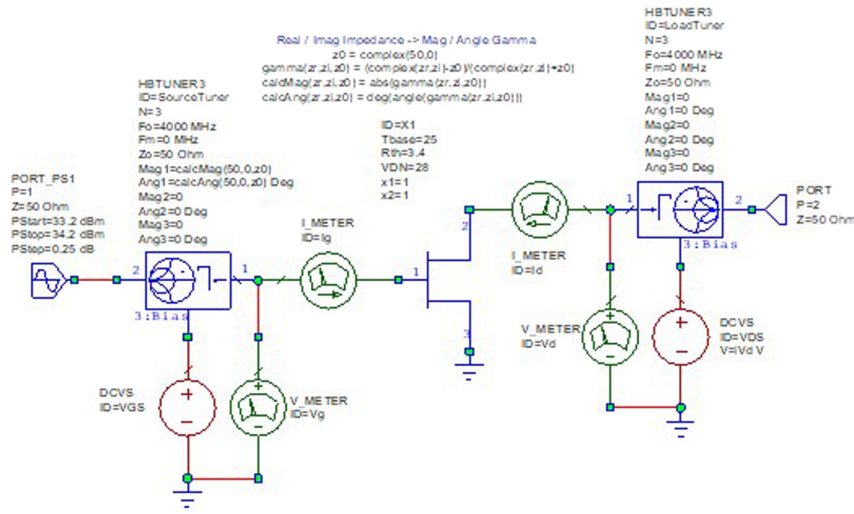 HBTUNER3
ID=LoadTuner
N=3
Fo=4000 MHz
Fm=0 MHz
Zo=50 Ohm
Mag1=0
Ang1=0 Deg
Mag2=0
Ang2=0 Deg
Mag3=0
Ang3=0 Deg
Real / Imag Impedance -> Mag / Angle Gamma
z0 = complex(50,0)
gamma(zr,zi,z0) = (complex(zr,zi)-z0)/(complex(zr,zi)+z0)
calcMag(zr,zi,z0) = abs(gamma(zr,zi,z0))
calcAng(zr,zi,z0) = deg(angle(gamma(zr,zi,z0)))
HBTUNER3
ID=SourceTuner
N=3
Fo=4000 MHz
Fm=0 MHz
Zo=50 Ohm
Mag1=calcMag(50,0,z0)
Ang1=calcAng(50,0,z0) Deg
Mag2=0
Ang2=0 Deg
Mag3=0
Ang3=0 Deg
ID=X1
Tbase=25
Rth=3.4
VDN=28
x1=1
x2=1
PORT_PS1
P=1
Z=50 Ohm
PStart=33.2 dBm
PStop=34.2 dBm
PStep=0.25 dB
I_METER
ID=Ig
2
1
3:Bias
1
2
3
I_METER
ID=Id
1
2
3:Bias
PORT
P=2
Z=50 Ohm
DCVS
ID=VGS
V_METER
ID=Vg
V_METER
ID=Vd
DCVS
ID=VDS
V=iVd V